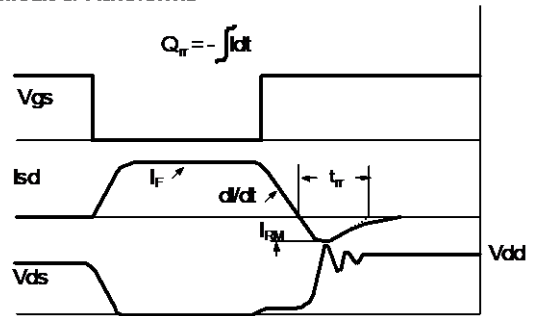 Qrr = - ∫Idt
Vgs
Isd
IF
dI/dt
trr
IRM
Vdd
Vds